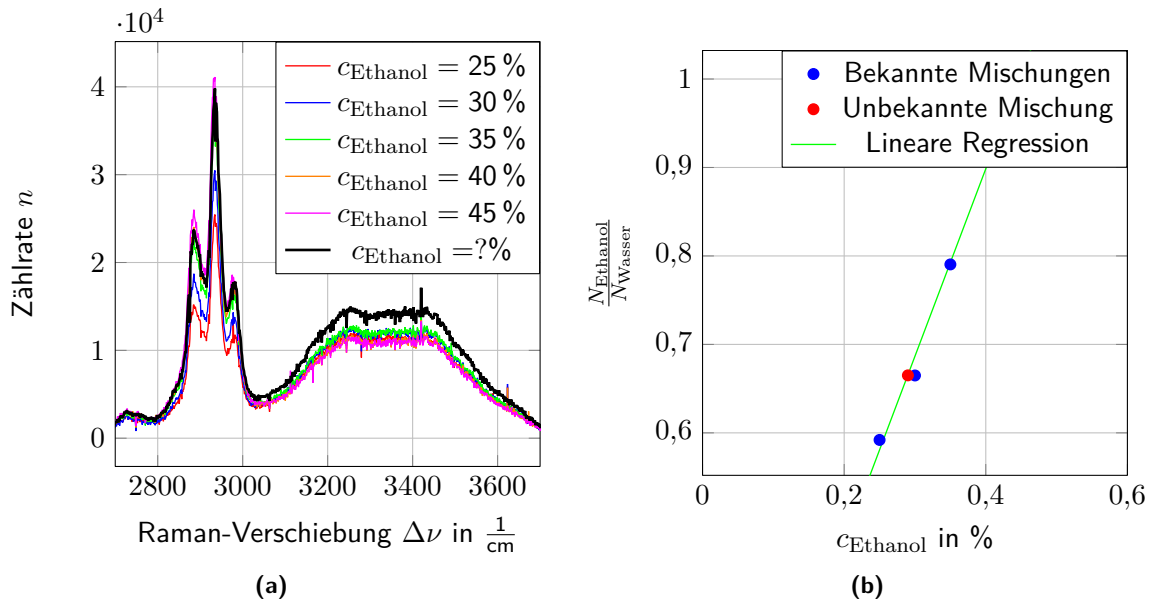 ·10⁴
4
3
2
1
0
2800 3000 3200 3400 3600
Zählrate n
Raman-Verschiebung Δν in 1/cm
c_Ethanol = 25 %
c_Ethanol = 30 %
c_Ethanol = 35 %
c_Ethanol = 40 %
c_Ethanol = 45 %
c_Ethanol =?%
(a)
1
0,9
0,8
0,7
0,6
0 0,2 0,4 0,6
N_Ethanol/N_Wasser
c_Ethanol in %
Bekannte Mischungen
Unbekannte Mischung
Lineare Regression
(b)